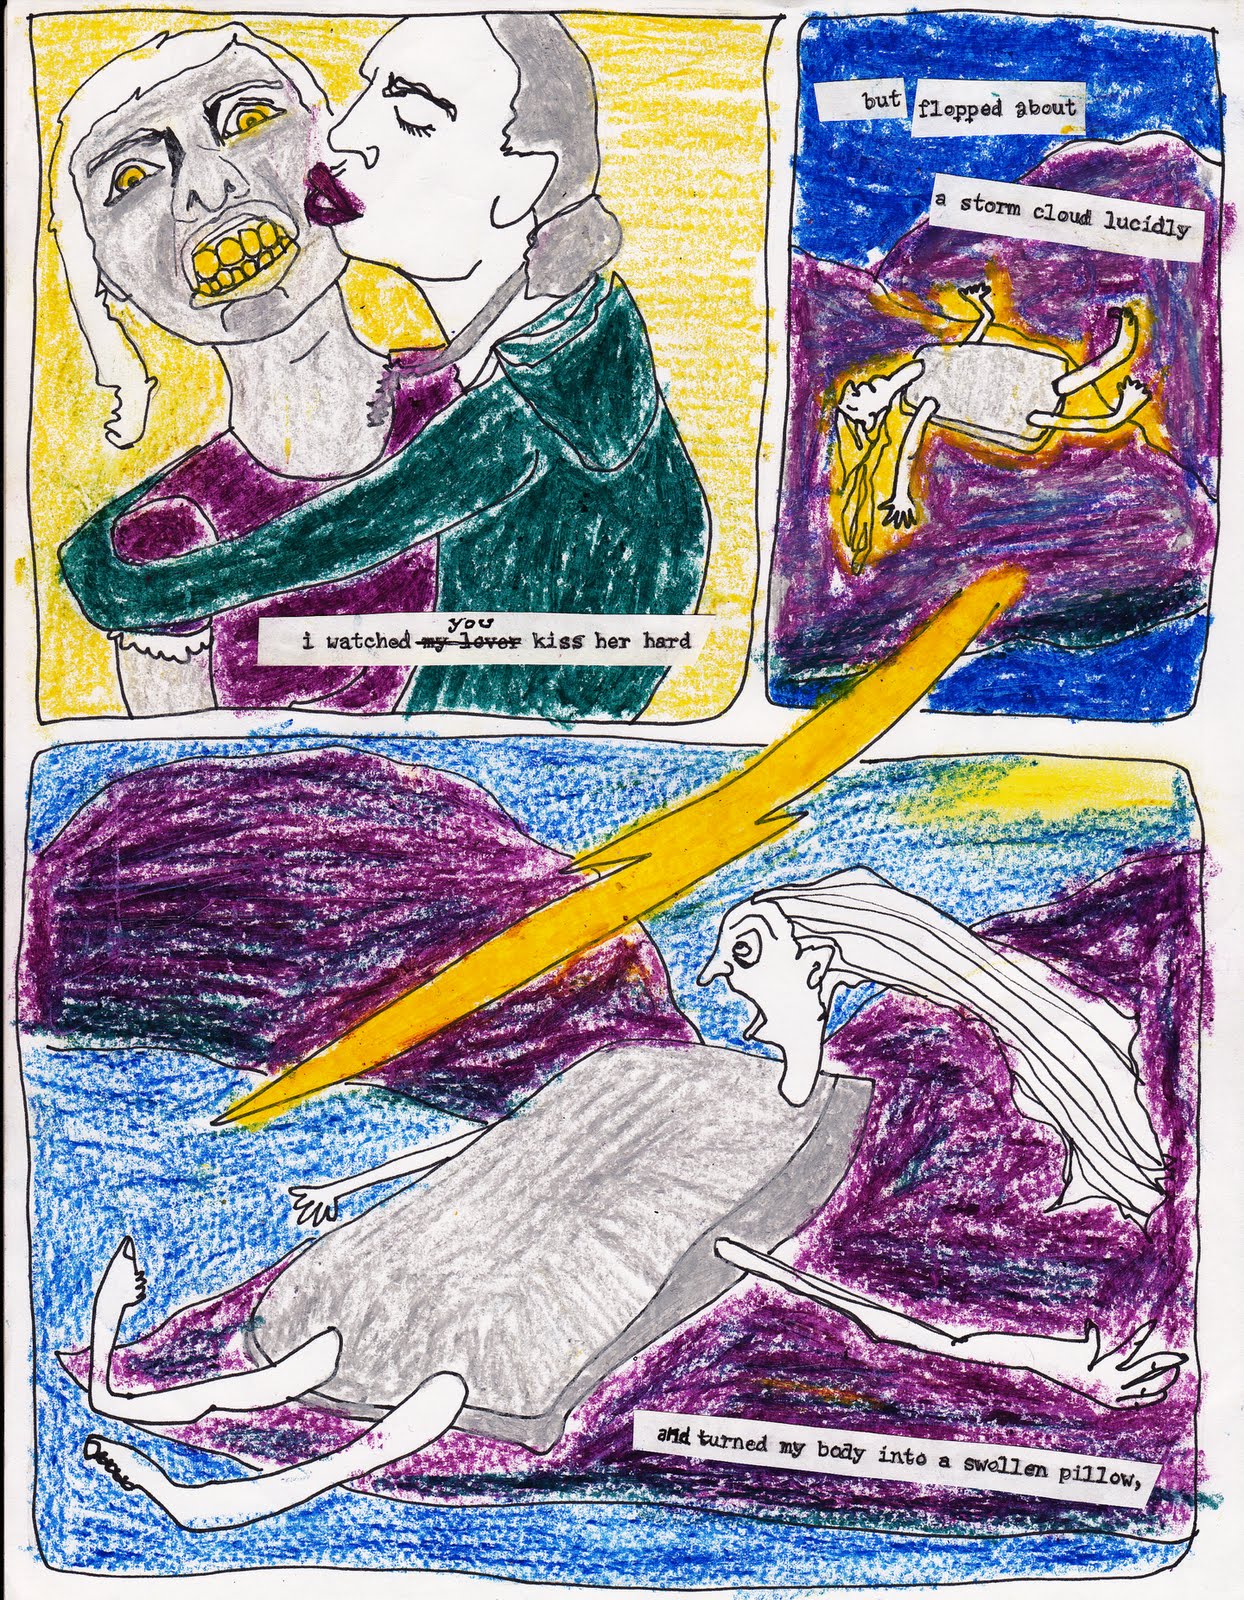 i watched my lover you kiss her hard
but flopped about
a storm cloud lucidly
and turned my body into a swollen pillow,